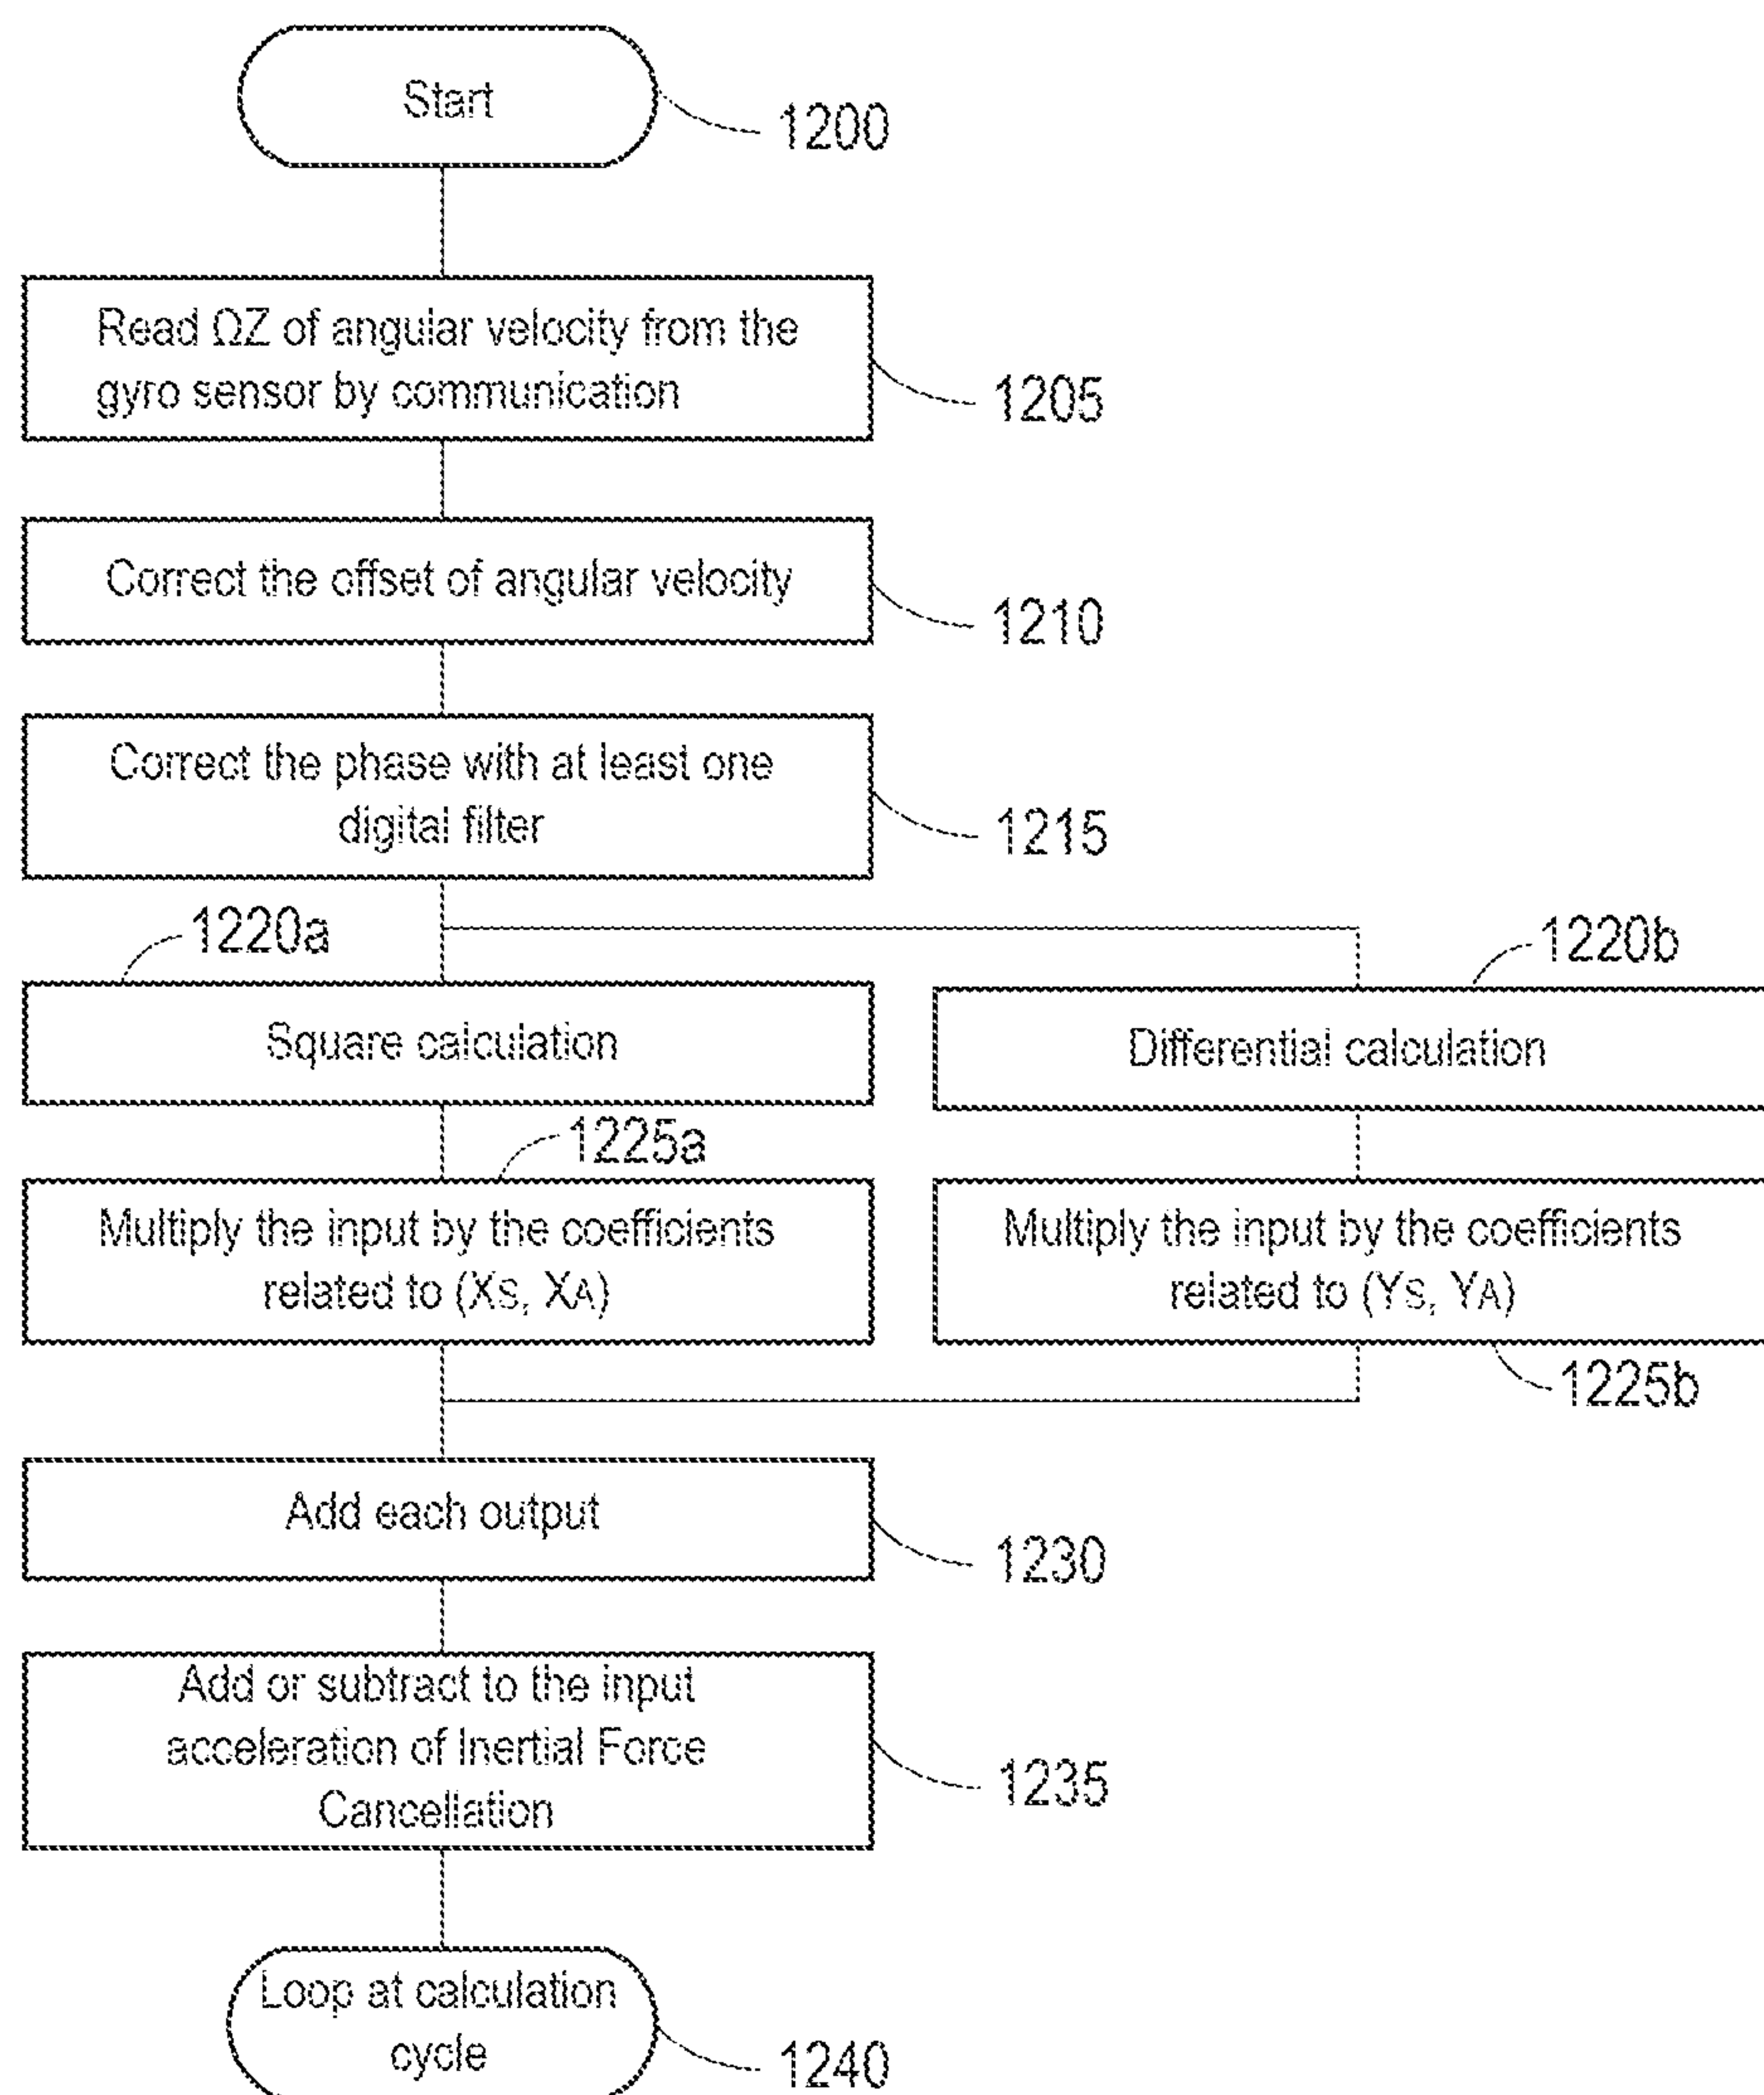 Start
1200
Read ΩZ of angular velocity from the
gyro sensor by communication
1205
Correct the offset of angular velocity
1210
Correct the phase with at least one
digital filter
1215
1220a
1220b
Square calculation
Differential calculation
1225a
Multiply the input by the coefficients
related to (XS, XA)
Multiply the input by the coefficients
related to (YS, YA)
1225b
Add each output
1230
Add or subtract to the input
acceleration of Inertial Force
Cancellation
1235
Loop at calculation
cycle
1240